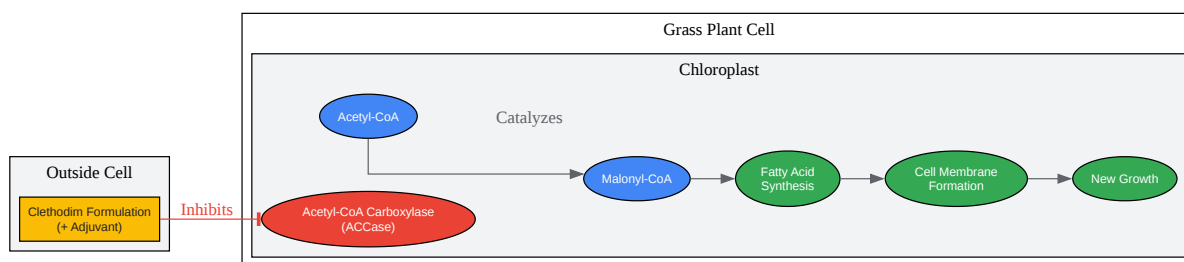 Grass Plant Cell
Chloroplast
Acetyl-CoA
Catalyzes
Outside Cell
Malonyl-CoA
Fatty Acid
Synthesis
Cell Membrane
Formation
New Growth
Clethodim Formulation
(+ Adjuvant)
Inhibits
Acetyl-CoA Carboxylase
(ACCase)